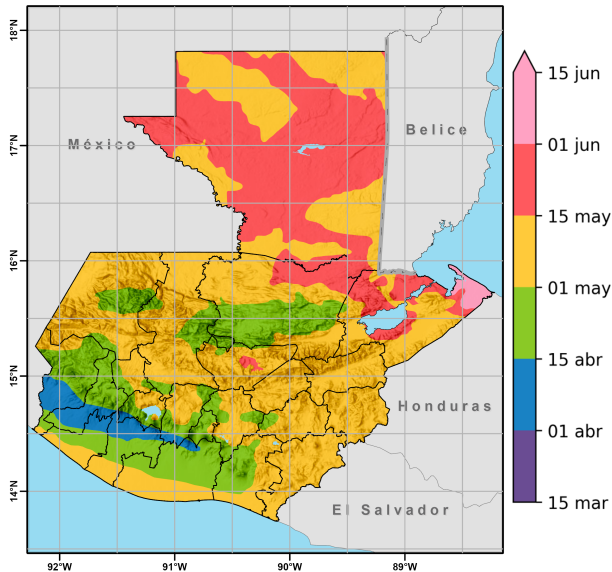 18°N
17°N
16°N
15°N
14°N
92°W
91°W
90°W
89°W
México
Belice
Honduras
El Salvador
15 jun
01 jun
15 may
01 may
15 abr
01 abr
15 mar